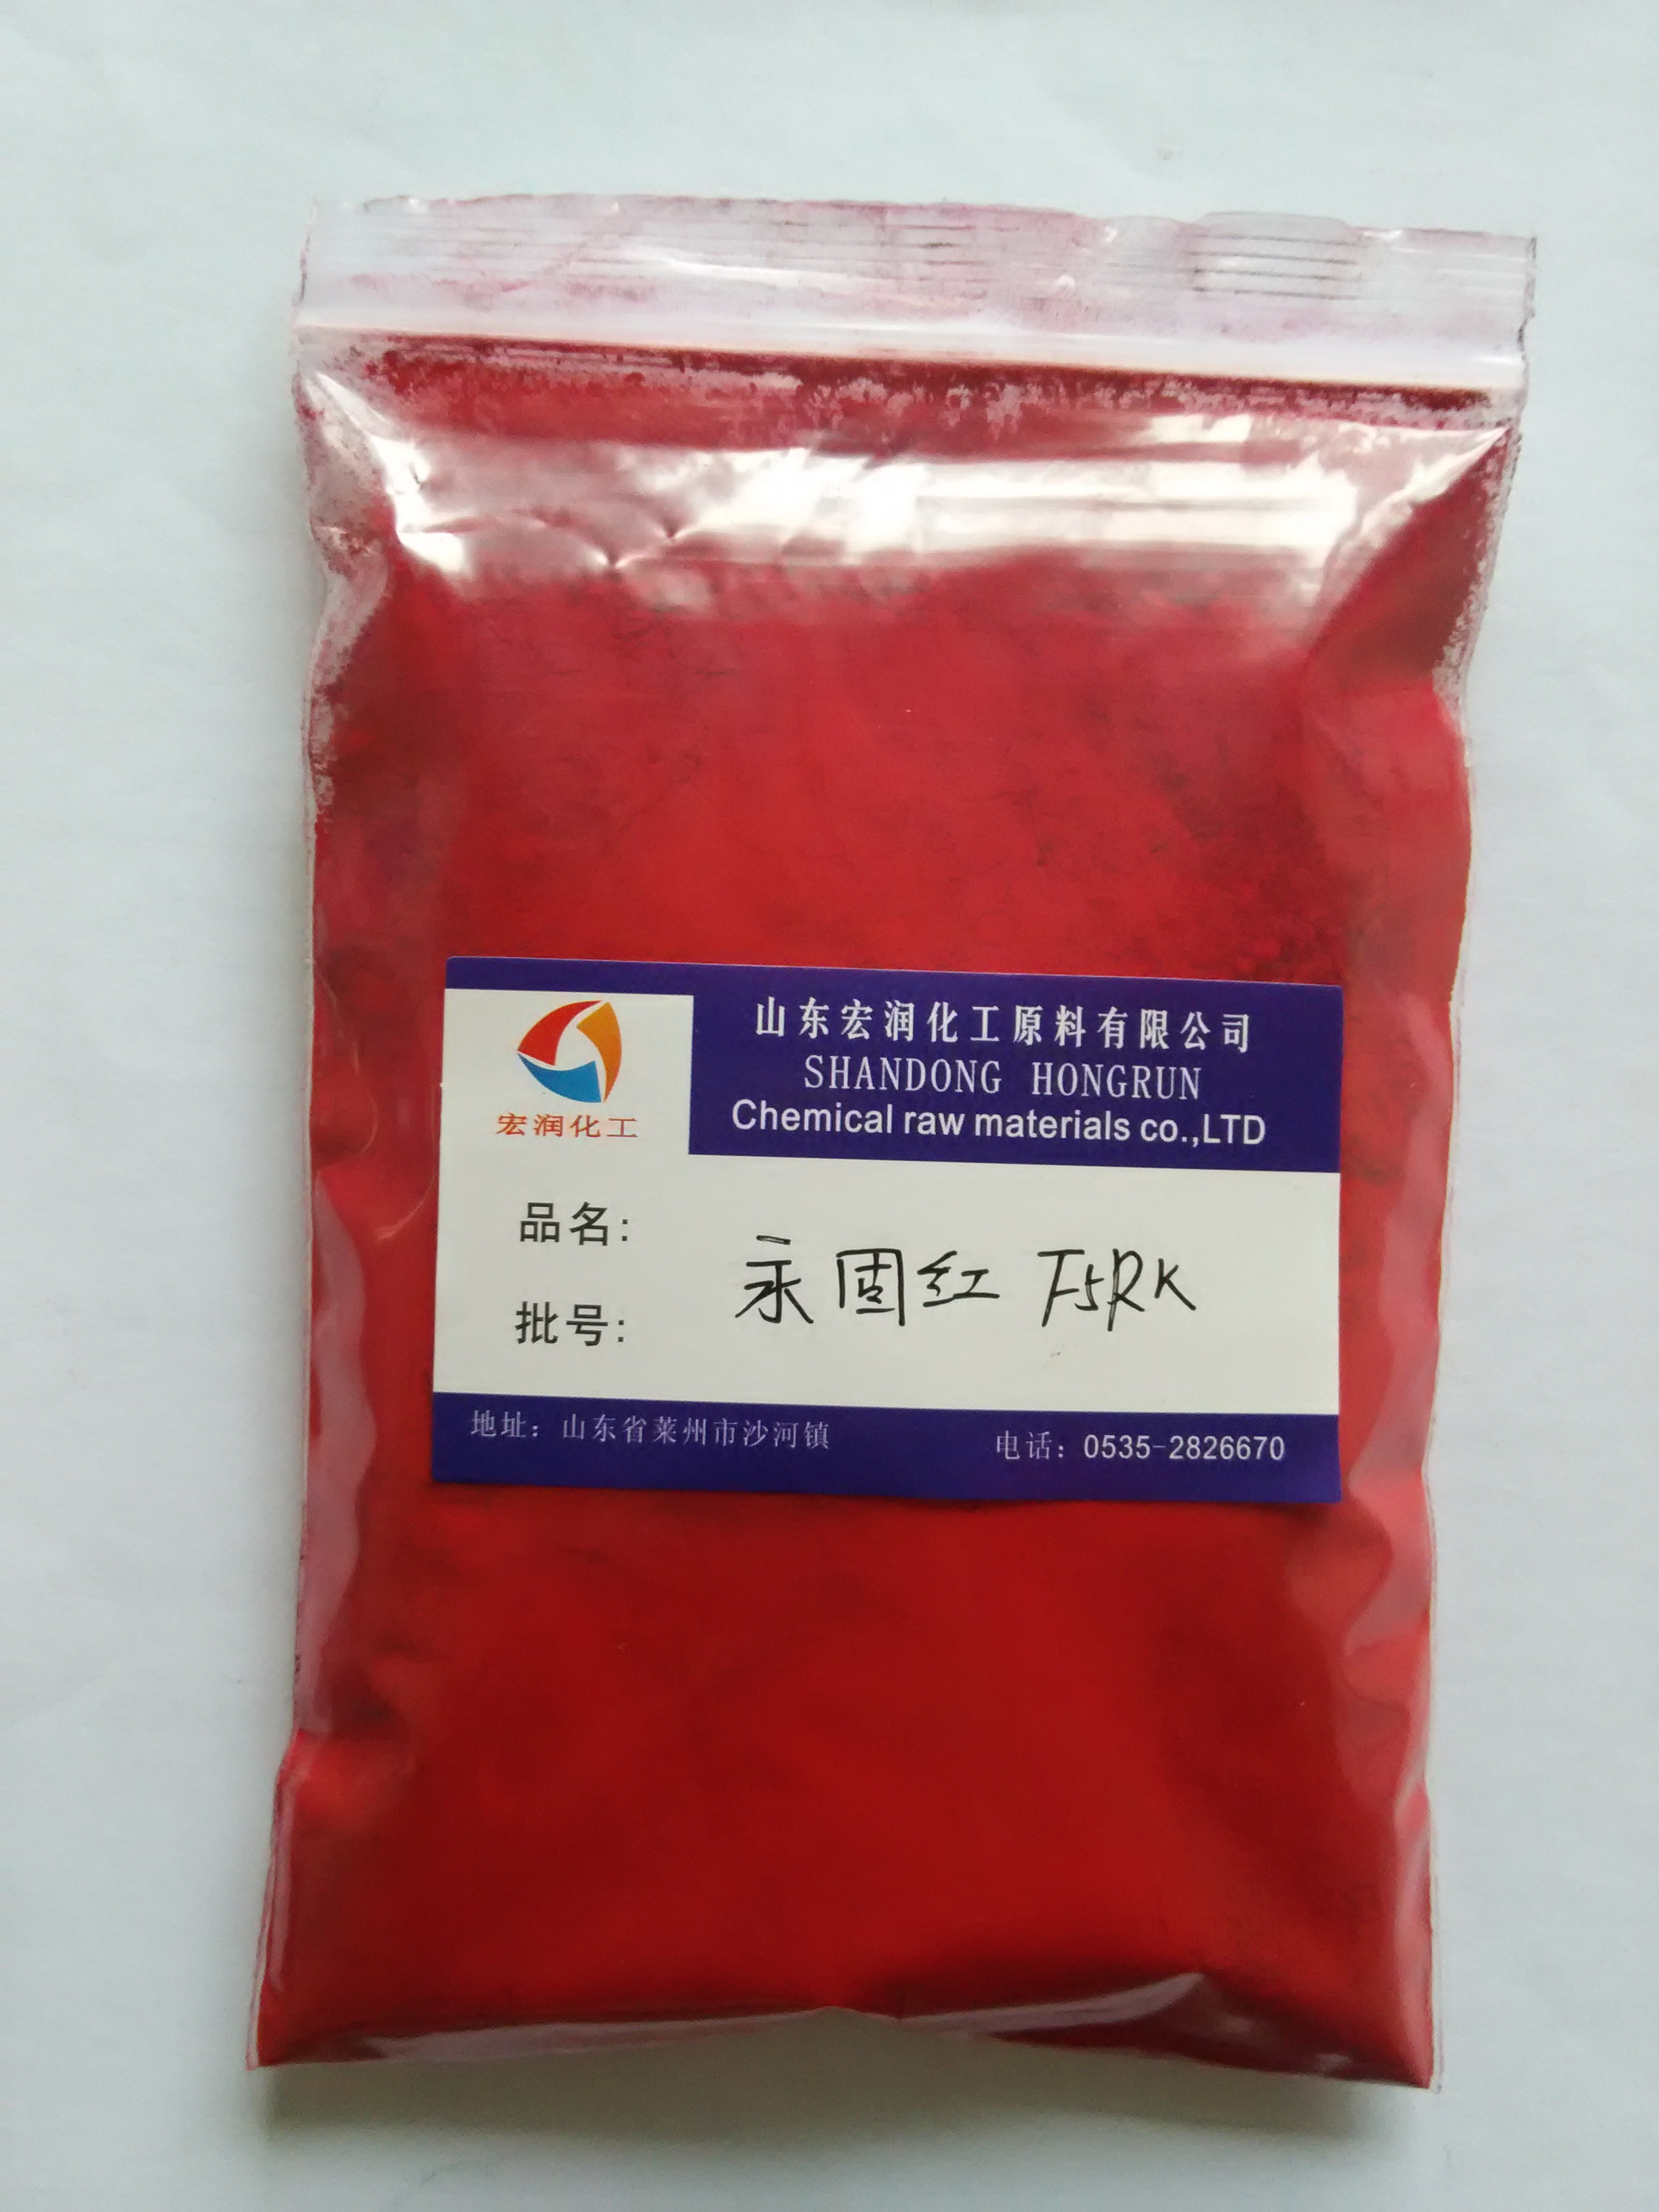 山东宏润化工原料有限公司
SHANDONG HONGRUN
Chemical raw materials co.,LTD
宏润化工
品名:
永固红 F5RK
批号:
地址：山东省莱州市沙河镇
电话：0535-2826670